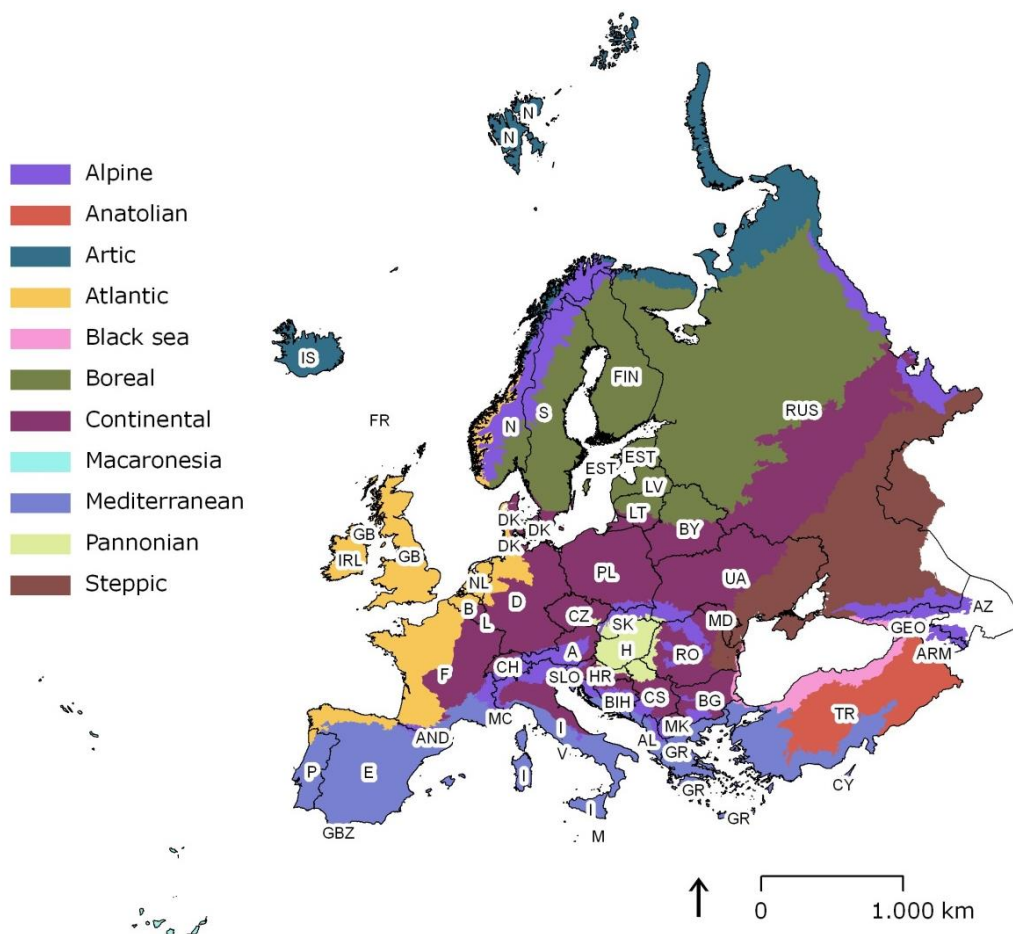 Alpine
Anatolian
Artic
Atlantic
Black sea
Boreal
Continental
Macaronesia
Mediterranean
Pannonian
Steppic
N
N
IS
FIN
FR
N
S
RUS
EST
EST
LV
LT
DK
DK
DK
BY
GB
GB
IRL
NL
PL
UA
B
D
L
CZ
SK
MD
AZ
GEO
ARM
H
RO
A
CH
F
SLO
HR
BIH
CS
BG
TR
MC
I
V
MK
AND
AL
GR
P
E
I
GR
CY
I
GR
GBZ
M
0
1.000 km